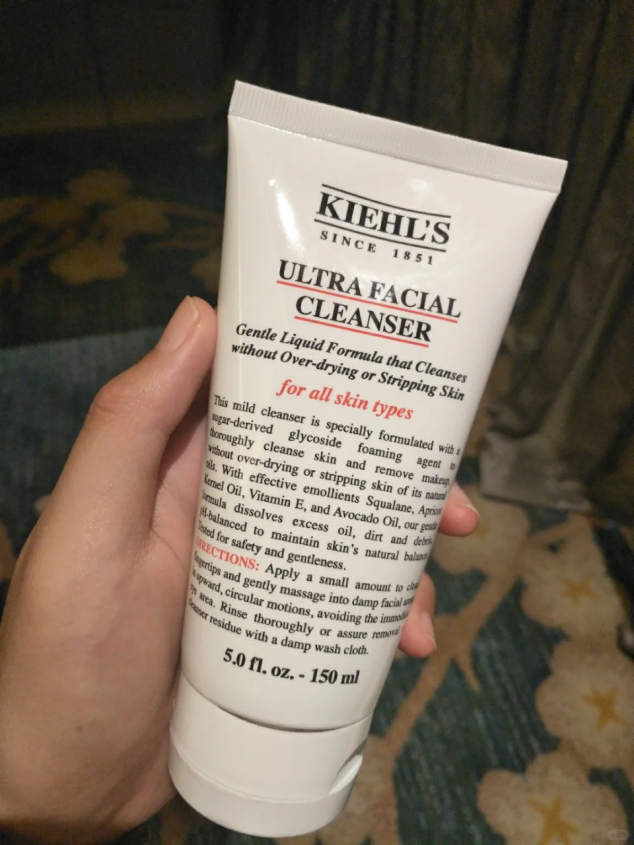 KIEHL'S
SINCE 1851
ULTRA FACIAL
CLEANSER
Gentle Liquid Formula that Cleanses
without Over-drying or Stripping Skin
for all skin types
This mild cleanser is specially formulated with a
sugar-derived glycoside foaming agent to
thoroughly cleanse skin and remove makeup,
without over-drying or stripping skin of its natural
oils. With effective emollients Squalane, Apricot
Kernel Oil, Vitamin E, and Avocado Oil, our gentle
formula dissolves excess oil, dirt and debris.
pH-balanced to maintain skin's natural balance.
Tested for safety and gentleness.
DIRECTIONS: Apply a small amount to clean
fingertips and gently massage into damp facial area
in upward, circular motions, avoiding the immediate
eye area. Rinse thoroughly or assure removal
cleanser residue with a damp wash cloth.
5.0 fl. oz. - 150 ml